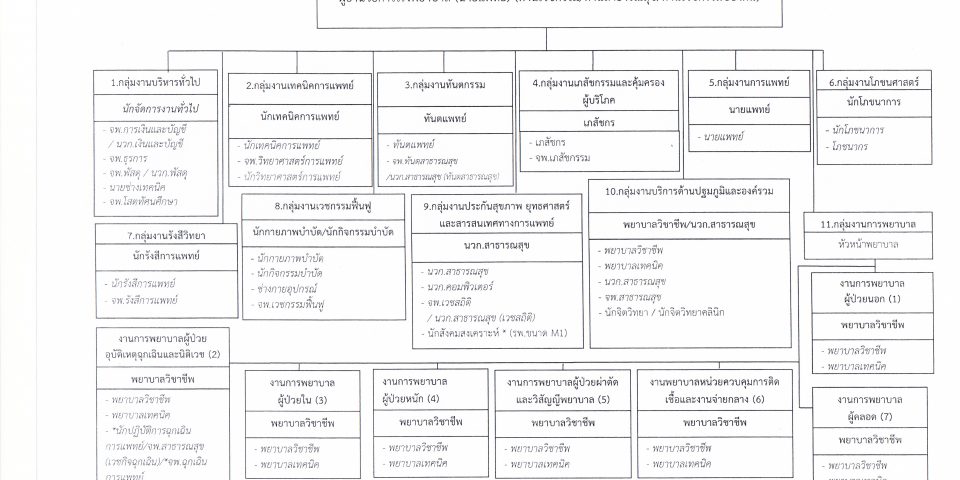 1.กลุ่มงานบริหารทั่วไป
นักจัดการงานทั่วไป
- จพ.การเงินและบัญชี
/ นวก.เงินและบัญชี
- จพ.ธุรการ
- จพ.พัสดุ / นวก.พัสดุ
- นายช่างเทคนิค
- จพ.โสตทัศนศึกษา
2.กลุ่มงานเทคนิคการแพทย์
นักเทคนิคการแพทย์
- นักเทคนิคการแพทย์
- จพ.วิทยาศาสตร์การแพทย์
- นักวิทยาศาสตร์การแพทย์
3.กลุ่มงานทันตกรรม
ทันตแพทย์
- ทันตแพทย์
- จพ.ทันตสาธารณสุข
/นวก.สาธารณสุข (ทันตสาธารณสุข)
4.กลุ่มงานเภสัชกรรมและคุ้มครอง
ผู้บริโภค
เภสัชกร
- เภสัชกร
- จพ.เภสัชกรรม
5.กลุ่มงานการแพทย์
นายแพทย์
- นายแพทย์
6.กลุ่มงานโภชนศาสตร์
นักโภชนาการ
- นักโภชนาการ
- โภชนากร
7.กลุ่มงานรังสีวิทยา
นักรังสีการแพทย์
- นักรังสีการแพทย์
- จพ.รังสีการแพทย์
8.กลุ่มงานเวชกรรมฟื้นฟู
นักกายภาพบำบัด/นักกิจกรรมบำบัด
- นักกายภาพบำบัด
- นักกิจกรรมบำบัด
- ช่างกายอุปกรณ์
- จพ.เวชกรรมฟื้นฟู
9.กลุ่มงานประกันสุขภาพ ยุทธศาสตร์
และสารสนเทศทางการแพทย์
นวก.สาธารณสุข
- นวก.สาธารณสุข
- นวก.คอมพิวเตอร์
- จพ.เวชสถิติ
/ นวก.สาธารณสุข (เวชสถิติ)
- นักสังคมสงเคราะห์ * (รพ.ขนาด M1)
10.กลุ่มงานบริการด้านปฐมภูมิและองค์รวม
พยาบาลวิชาชีพ/นวก.สาธารณสุข
- พยาบาลวิชาชีพ
- พยาบาลเทคนิค
- นวก.สาธารณสุข
- จพ.สาธารณสุข
- นักจิตวิทยา / นักจิตวิทยาคลินิก
11.กลุ่มงานการพยาบาล
หัวหน้าพยาบาล
งานการพยาบาล
ผู้ป่วยนอก (1)
พยาบาลวิชาชีพ
- พยาบาลวิชาชีพ
- พยาบาลเทคนิค
งานการพยาบาลผู้ป่วย
อุบัติเหตุฉุกเฉินและนิติเวช (2)
พยาบาลวิชาชีพ
- พยาบาลวิชาชีพ
- พยาบาลเทคนิค
- *นักปฏิบัติการฉุกเฉิน
การแพทย์/จพ.สาธารณสุข
(เวชกิจฉุกเฉิน)/*จพ.ฉุกเฉิน
การแพทย์
งานการพยาบาล
ผู้ป่วยใน (3)
พยาบาลวิชาชีพ
- พยาบาลวิชาชีพ
- พยาบาลเทคนิค
งานการพยาบาล
ผู้ป่วยหนัก (4)
พยาบาลวิชาชีพ
- พยาบาลวิชาชีพ
- พยาบาลเทคนิค
งานการพยาบาลผู้ป่วยผ่าตัด
และวิสัญญีพยาบาล (5)
พยาบาลวิชาชีพ
- พยาบาลวิชาชีพ
- พยาบาลเทคนิค
งานพยาบาลหน่วยควบคุมการติด
เชื้อและงานจ่ายกลาง (6)
พยาบาลวิชาชีพ
- พยาบาลวิชาชีพ
- พยาบาลเทคนิค
งานการพยาบาล
ผู้คลอด (7)
พยาบาลวิชาชีพ
- พยาบาลวิชาชีพ